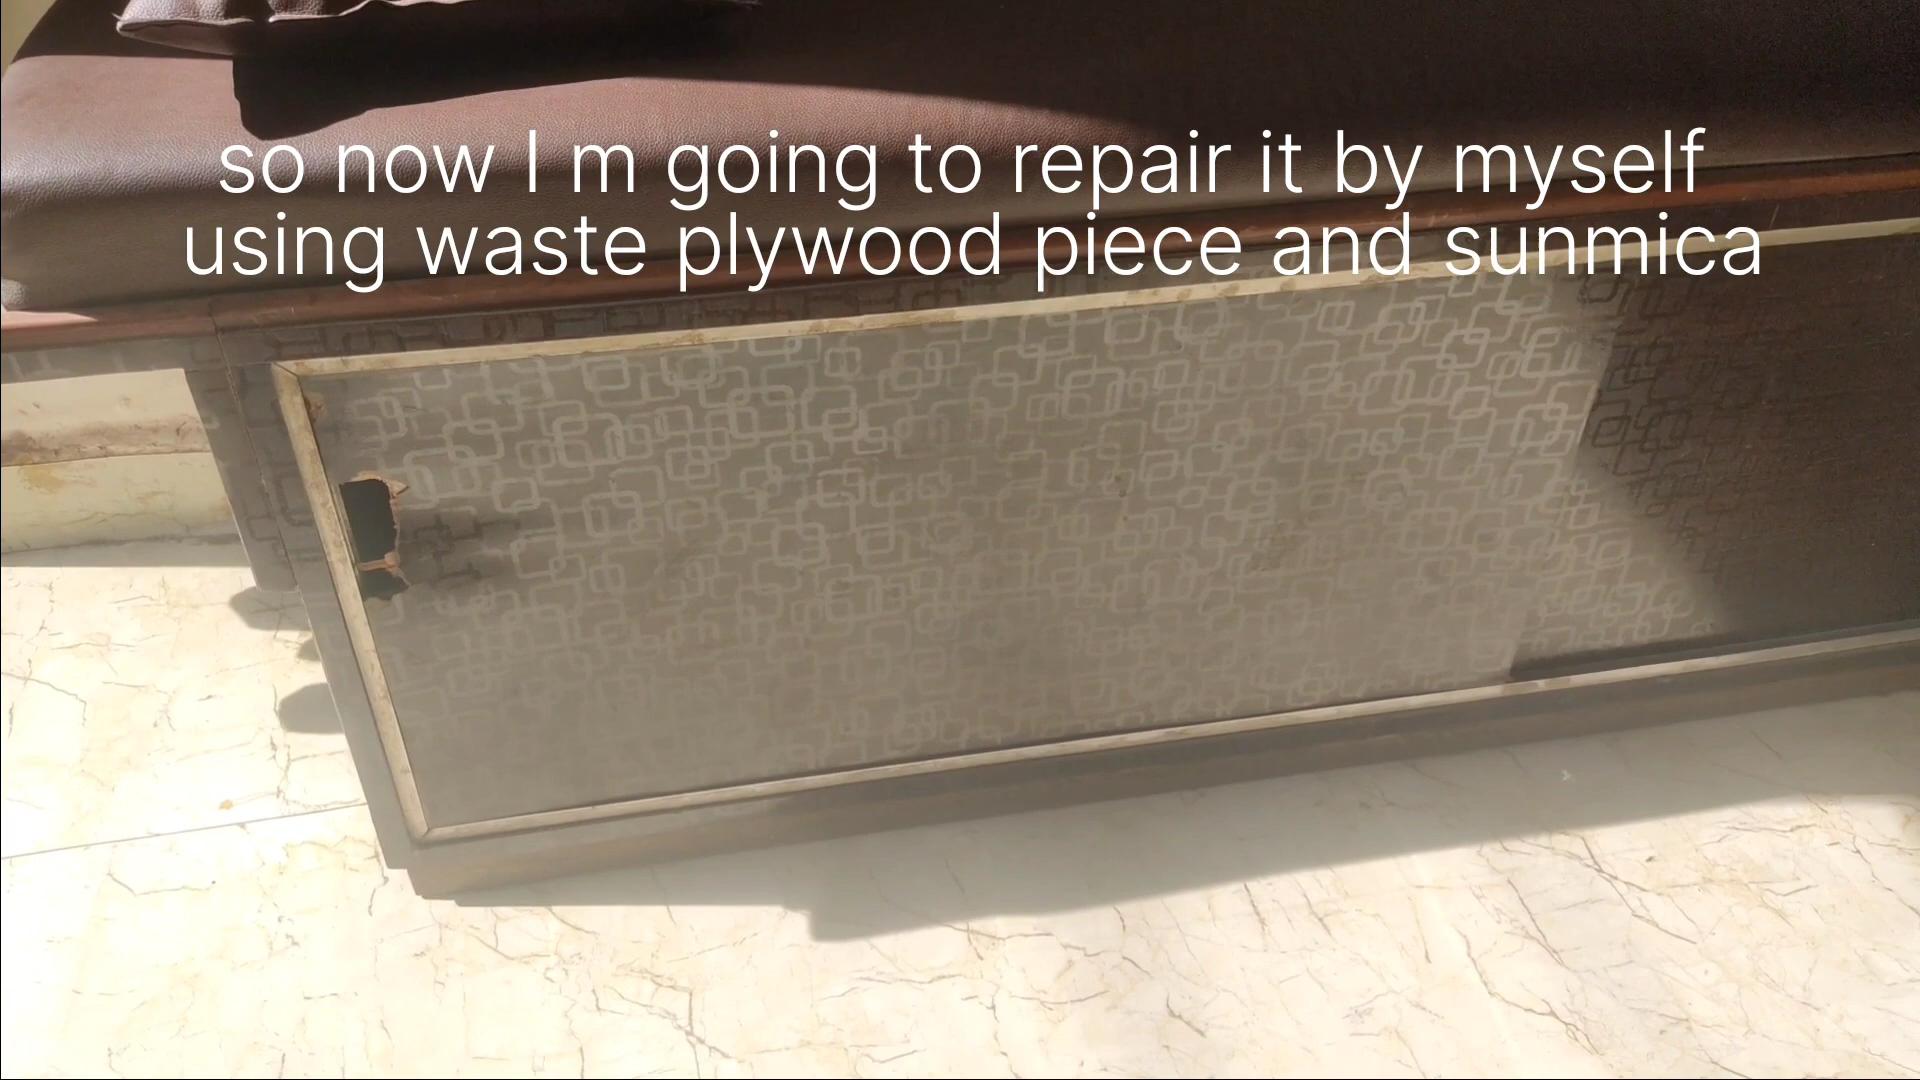 so now I m going to repair it by myself
using waste plywood piece and sunmica